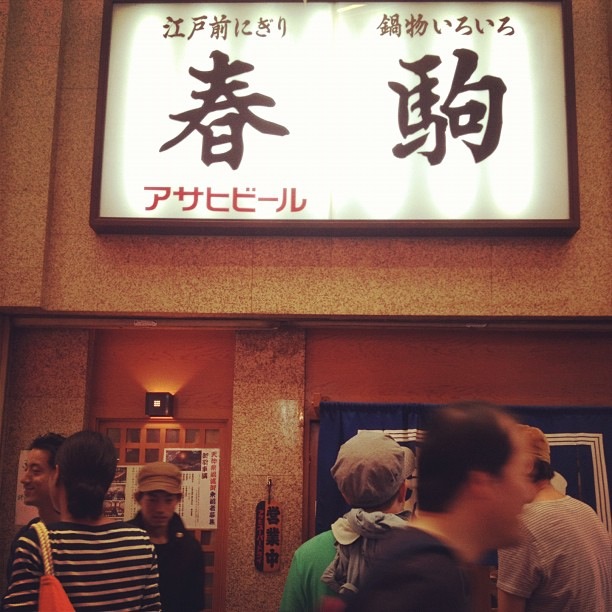 江戸前にぎり
鍋物いろいろ
春駒
アサヒビール
営業中